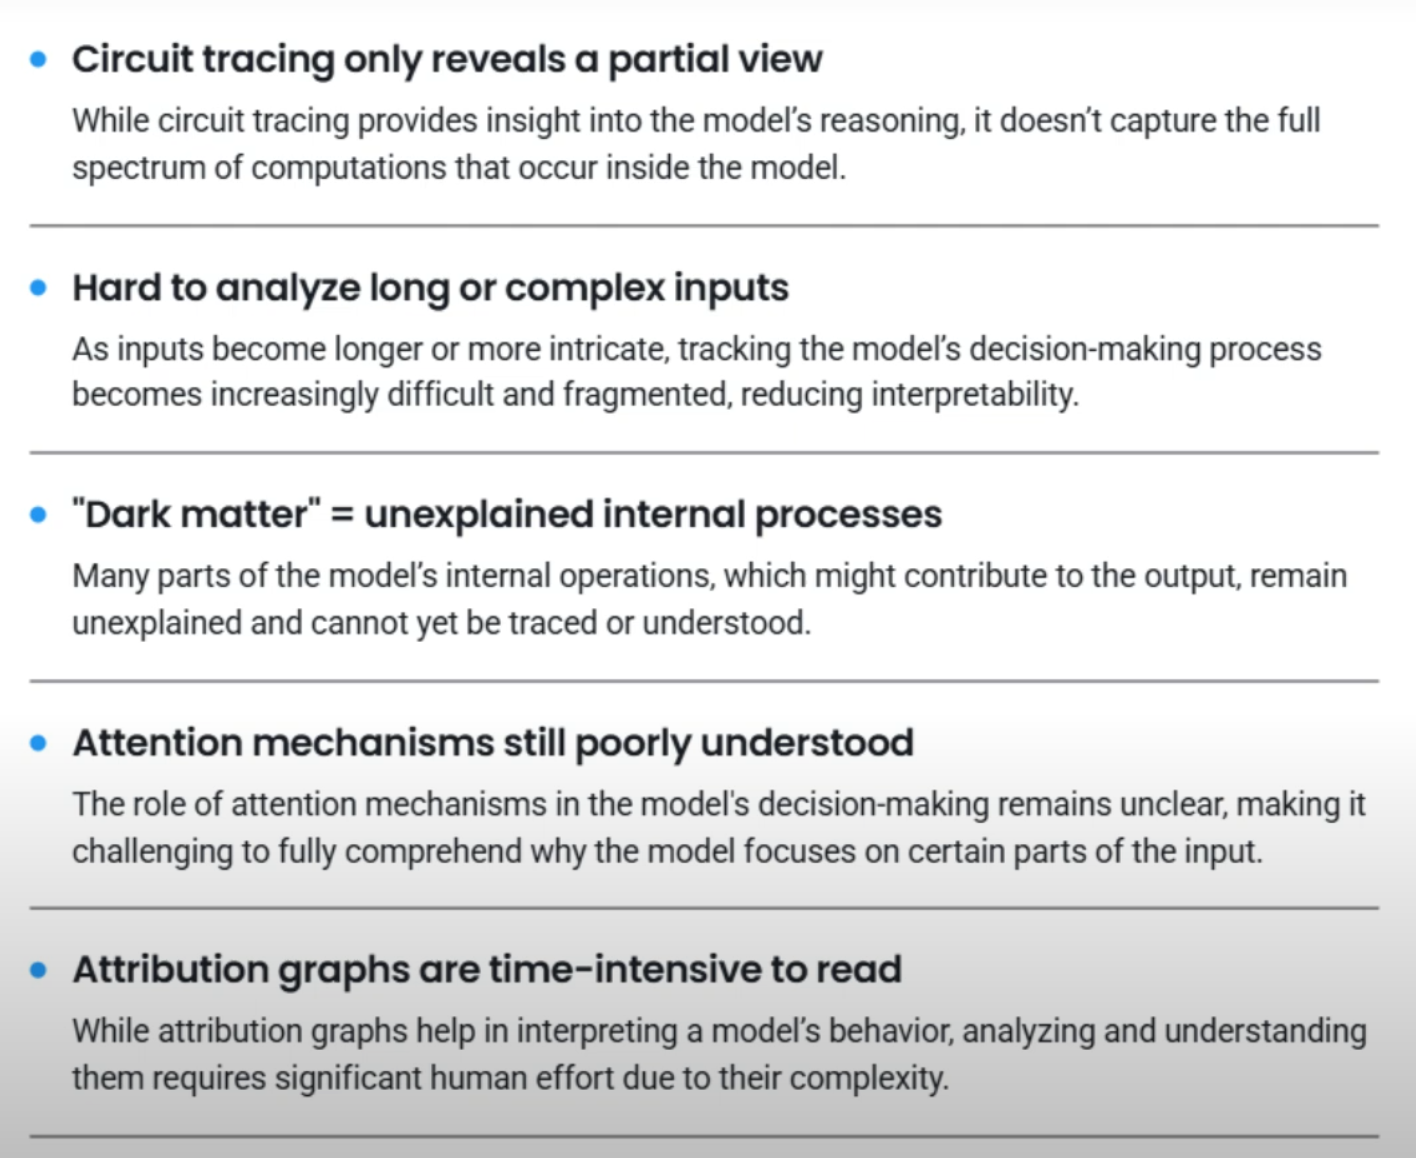 Circuit tracing only reveals a partial view
While circuit tracing provides insight into the model’s reasoning, it doesn’t capture the full
spectrum of computations that occur inside the model.
Hard to analyze long or complex inputs
As inputs become longer or more intricate, tracking the model’s decision-making process
becomes increasingly difficult and fragmented, reducing interpretability.
"Dark matter" = unexplained internal processes
Many parts of the model’s internal operations, which might contribute to the output, remain
unexplained and cannot yet be traced or understood.
Attention mechanisms still poorly understood
The role of attention mechanisms in the model's decision-making remains unclear, making it
challenging to fully comprehend why the model focuses on certain parts of the input.
Attribution graphs are time-intensive to read
While attribution graphs help in interpreting a model’s behavior, analyzing and understanding
them requires significant human effort due to their complexity.